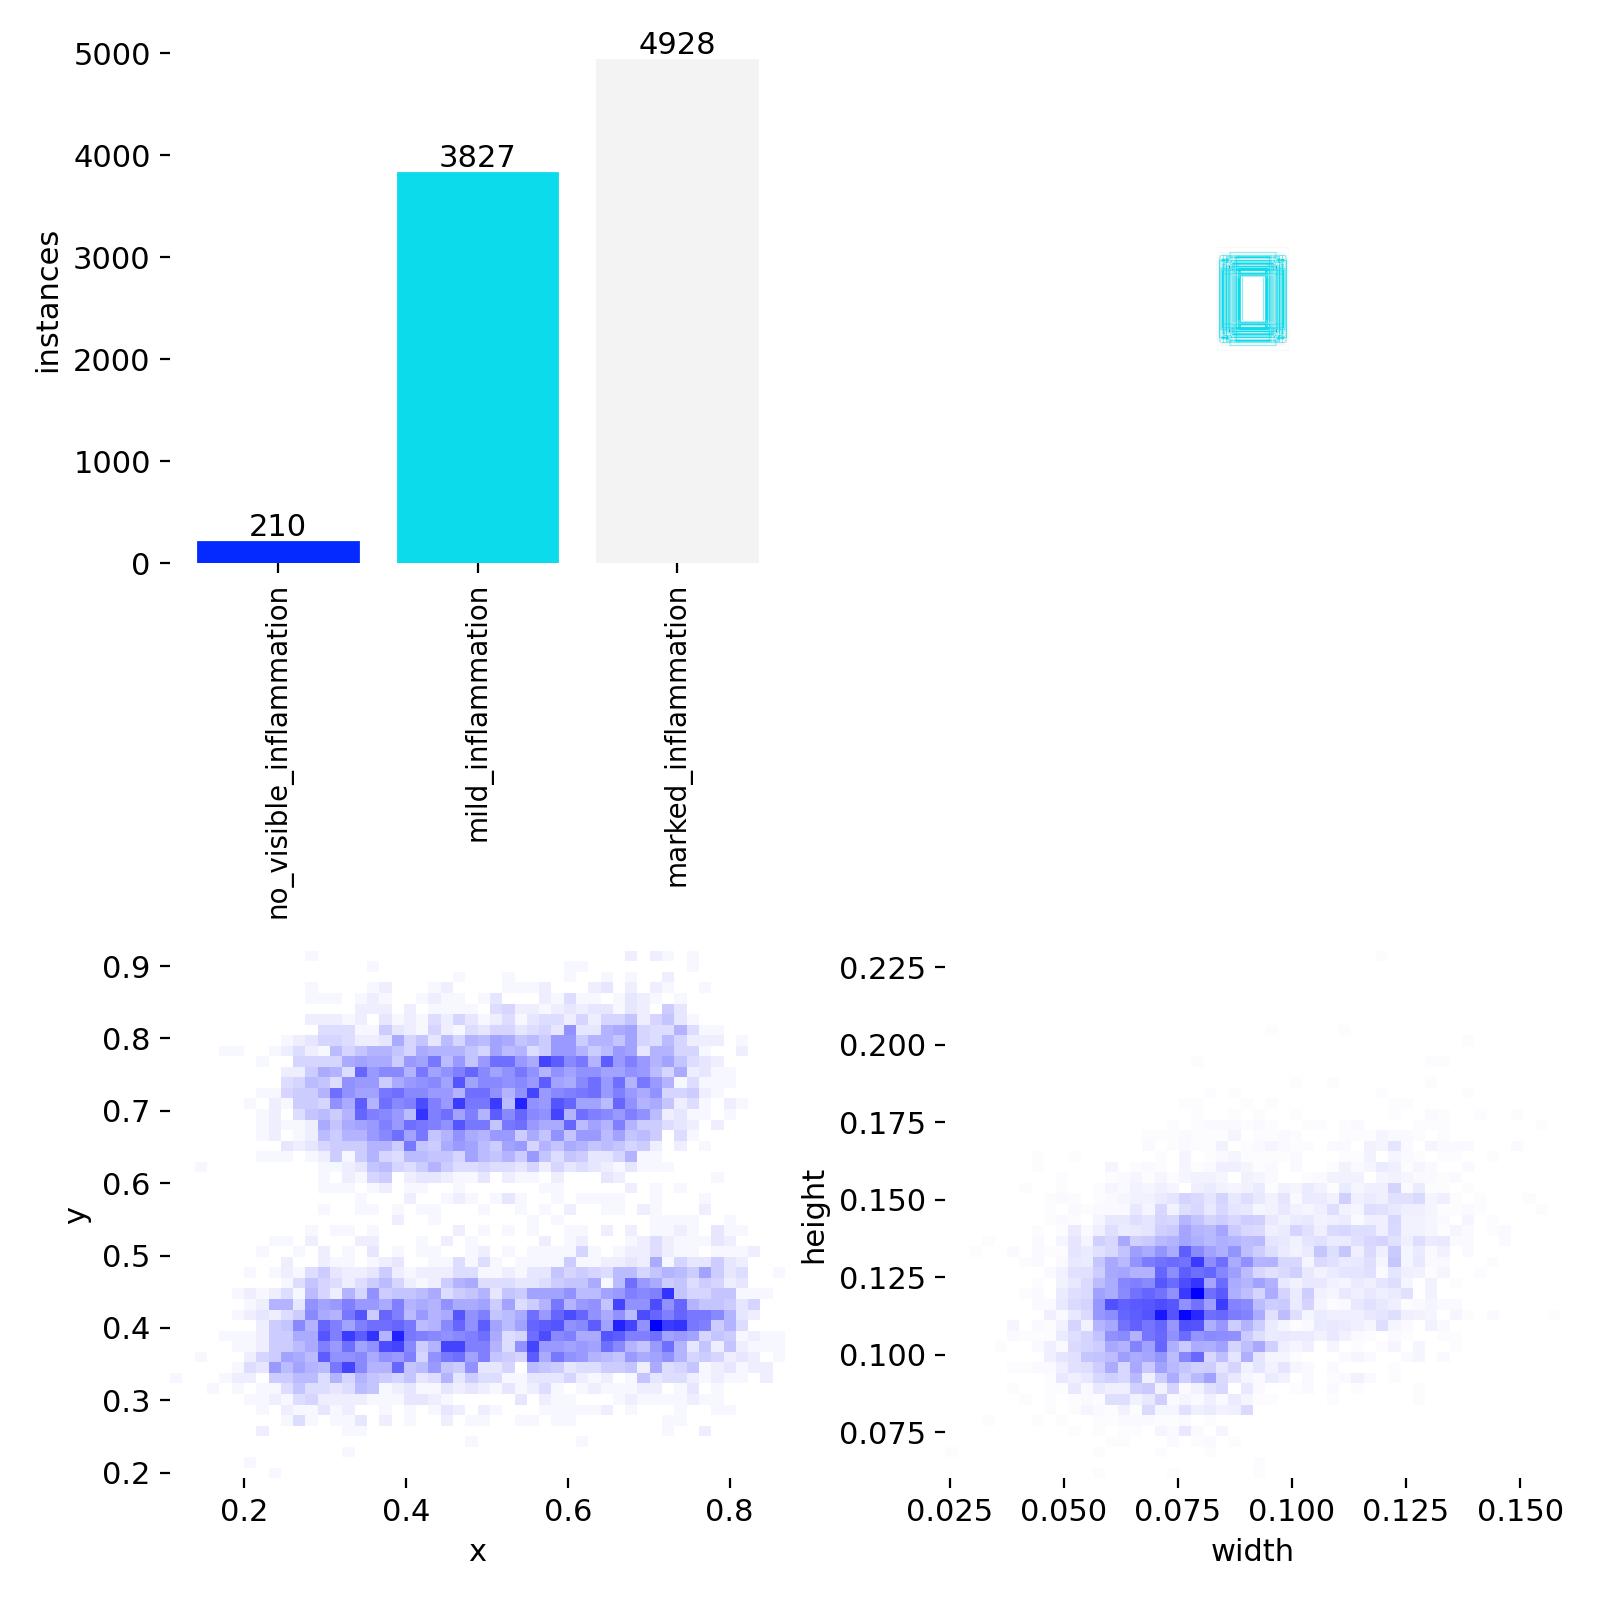 5000
4000
3000
2000
1000
0
instances
4928
3827
210
no_visible_inflammation
mild_inflammation
marked_inflammation
0.9
0.8
0.7
0.6
0.5
0.4
0.3
0.2
y
0.2 0.4 0.6 0.8
x
0.225
0.200
0.175
0.150
0.125
0.100
0.075
height
0.025 0.050 0.075 0.100 0.125 0.150
width